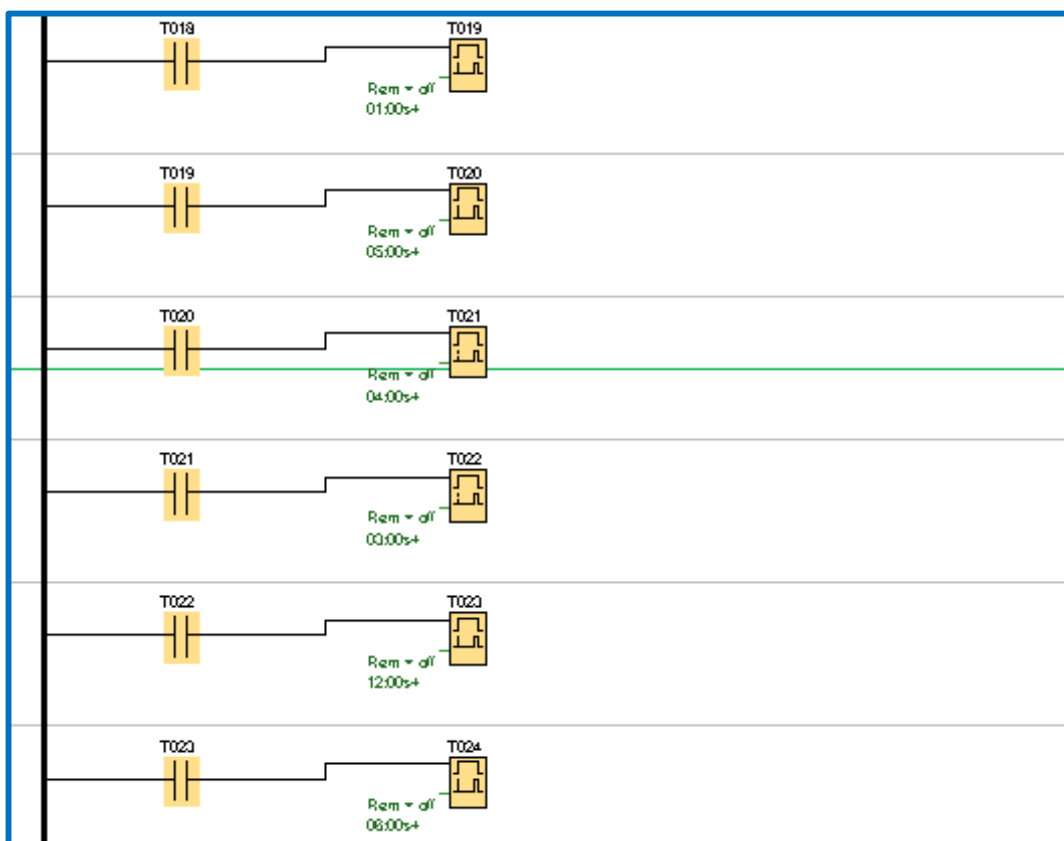 T018 T019
Rem = off
01:00s+
T019 T020
Rem = off
05:00s+
T020 T021
Rem = off
04:00s+
T021 T022
Rem = off
03:00s+
T022 T023
Rem = off
12:00s+
T023 T024
Rem = off
06:00s+